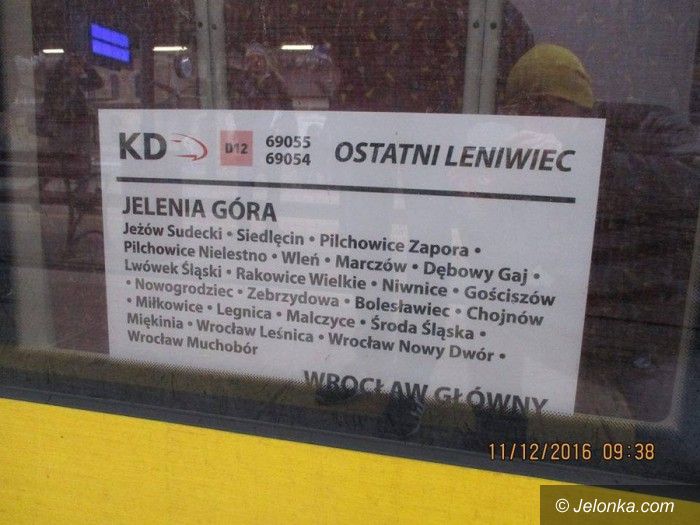 KD D12 69055 OSTATNI LENIWIEC
69054
JELENIA GÓRA
Jeżów Sudecki • Siedlęcin • Pilchowice Zapora •
Pilchowice Nielestno • Wleń • Marczów • Dębowy Gaj •
Lwówek Śląski • Rakowice Wielkie • Niwnice • Gościszów
• Nowogrodziec • Zebrzydowa • Bolesławiec • Chojnów
• Miłkowice • Legnica • Malczyce • Środa Śląska •
Miękinia • Wrocław Leśnica • Wrocław Nowy Dwór •
Wrocław Muchobór
WROCŁAW GŁÓWNY
11/12/2016 09:38
© Jelonka.com